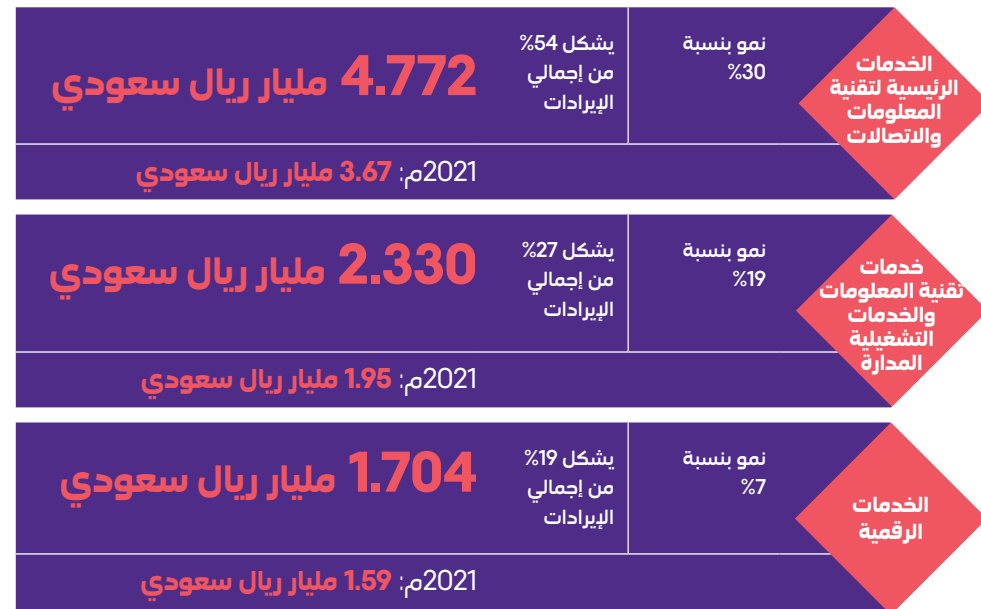 الخدمات
الرئيسية لتقنية
المعلومات
والاتصالات
نمو بنسبة
%30
يشكل 54%
من إجمالي
الإيرادات
4.772 مليار ريال سعودي
2021م: 3.67 مليار ريال سعودي
خدمات
تقنية المعلومات
والخدمات
التشغيلية
المدارة
نمو بنسبة
%19
يشكل 27%
من إجمالي
الإيرادات
2.330 مليار ريال سعودي
2021م: 1.95 مليار ريال سعودي
الخدمات
الرقمية
نمو بنسبة
%7
يشكل 19%
من إجمالي
الإيرادات
1.704 مليار ريال سعودي
2021م: 1.59 مليار ريال سعودي